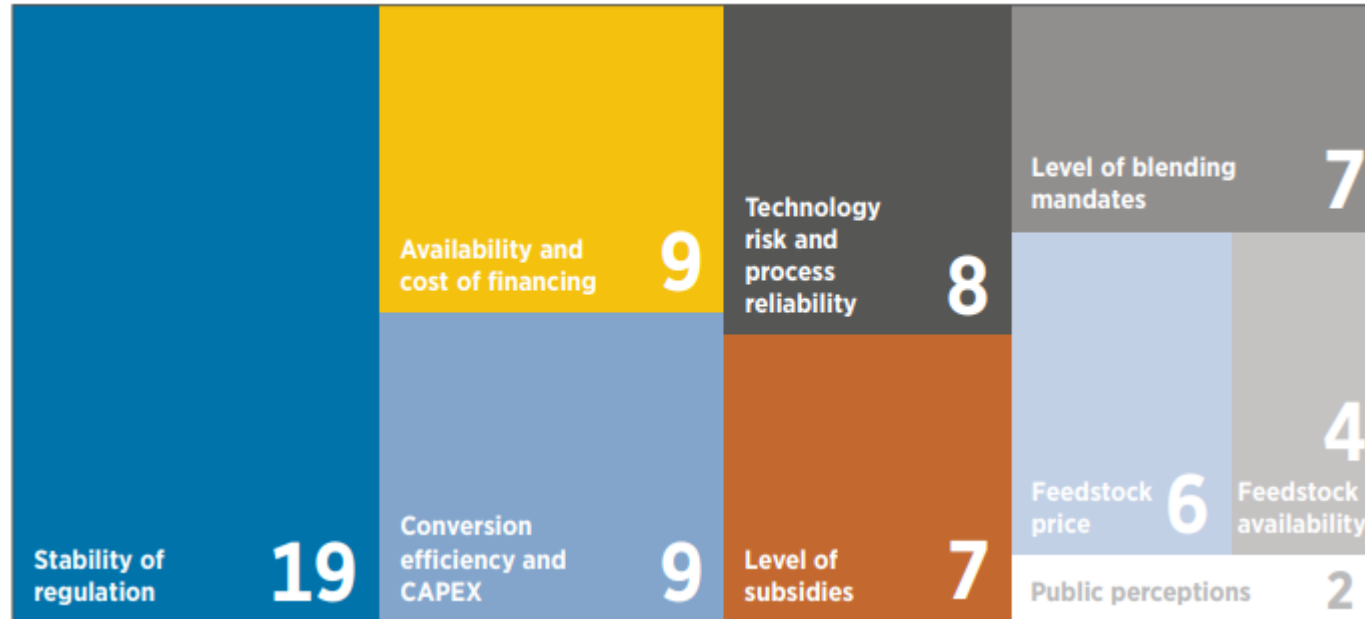 Stability of
regulation
19
Availability and
cost of financing
9
Conversion
efficiency and
CAPEX
9
Technology
risk and
process
reliability
8
Level of
subsidies
7
Level of blending
mandates
7
Feedstock
price
6
4
Feedstock
availability
Public perceptions
2